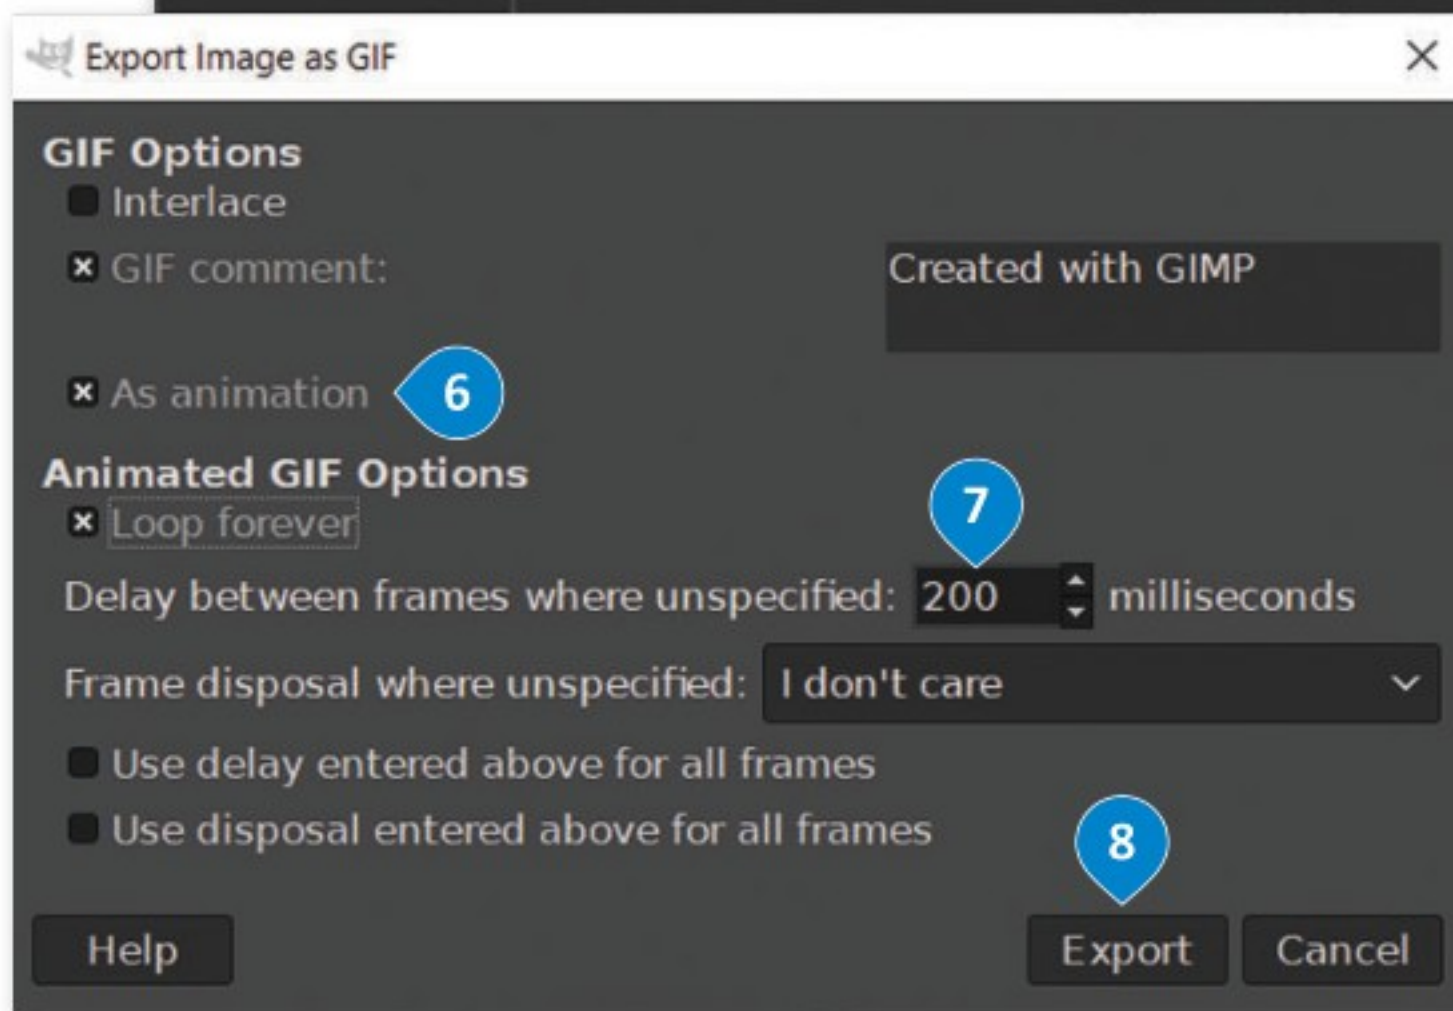 Export Image as GIF
GIF Options
Interlace
GIF comment:
Created with GIMP
As animation
6
Animated GIF Options
7
Loop forever
Delay between frames where unspecified: 200 milliseconds
Frame disposal where unspecified: I don't care
Use delay entered above for all frames
Use disposal entered above for all frames
8
Help Export Cancel